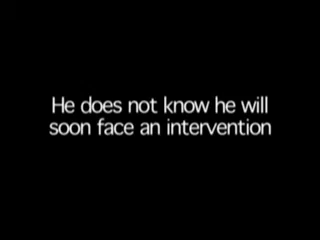 He does not know he will
soon face an intervention